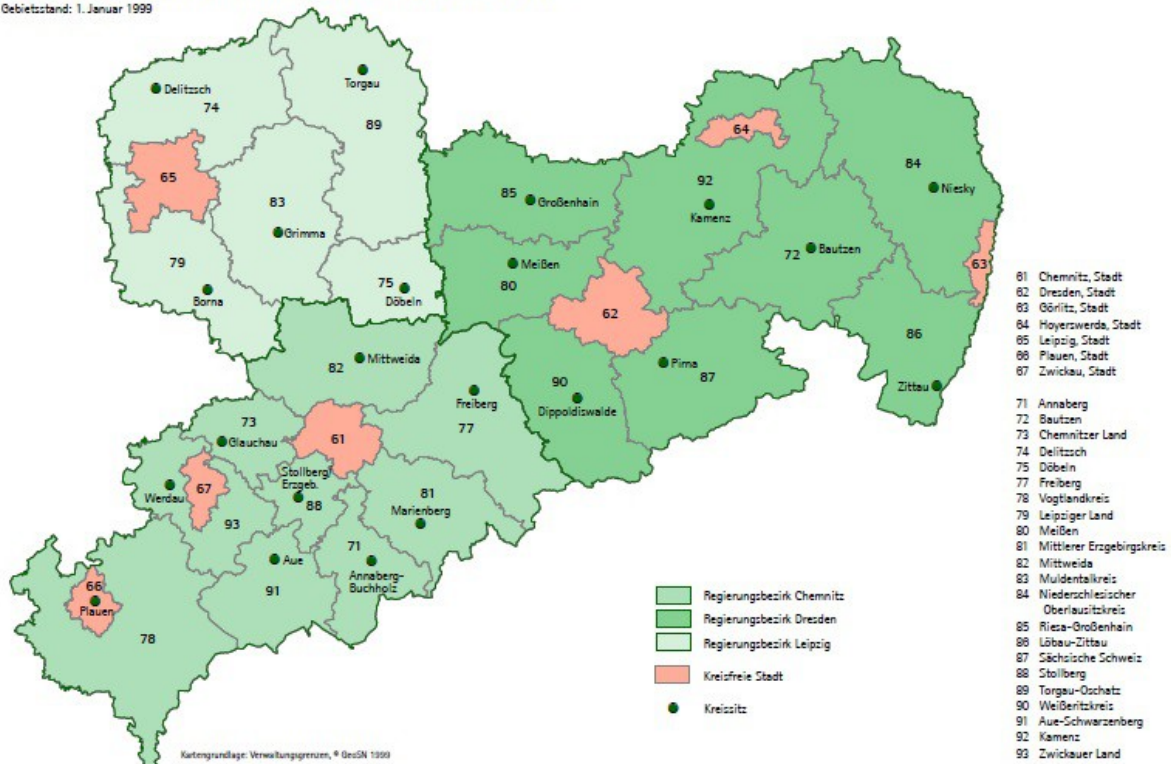 Gebietsstand: 1. Januar 1999
Torgau
Delitzsch
74
89
64
65
84
92
85
Großenhain
Niesky
83
Kamenz
Grimma
72
Bautzen
79
Meißen
63
75
80
Döbeln
Borna
62
86
82
Mittweida
Pirna
87
90
Zittau
Freiberg
Dippoldiswalde
73
77
Glauchau
61
Stollberg/
Erzgeb.
67
Werdau
88
81
Marienberg
93
71
Aue
Annaberg-
Buchholz
66
Plauen
91
78
61 Chemnitz, Stadt
62 Dresden, Stadt
63 Görlitz, Stadt
64 Hoyerswerda, Stadt
65 Leipzig, Stadt
66 Plauen, Stadt
67 Zwickau, Stadt
71 Annaberg
72 Bautzen
73 Chemnitzer Land
74 Delitzsch
75 Döbeln
77 Freiberg
78 Vogtlandkreis
79 Leipziger Land
80 Meißen
81 Mittlerer Erzgebirgskreis
82 Mittweida
83 Muldentalkreis
84 Niederschlesischer
Oberlausitzkreis
85 Riesa-Großenhain
86 Löbau-Zittau
87 Sächsische Schweiz
88 Stollberg
89 Torgau-Oschatz
90 Weißeritzkreis
91 Aue-Schwarzenberg
92 Kamenz
93 Zwickauer Land
Regierungsbezirk Chemnitz
Regierungsbezirk Dresden
Regierungsbezirk Leipzig
Kreisfreie Stadt
Kreissitz
Kartengrundlage: Verwaltungsgrenzen, © GeoSN 1999